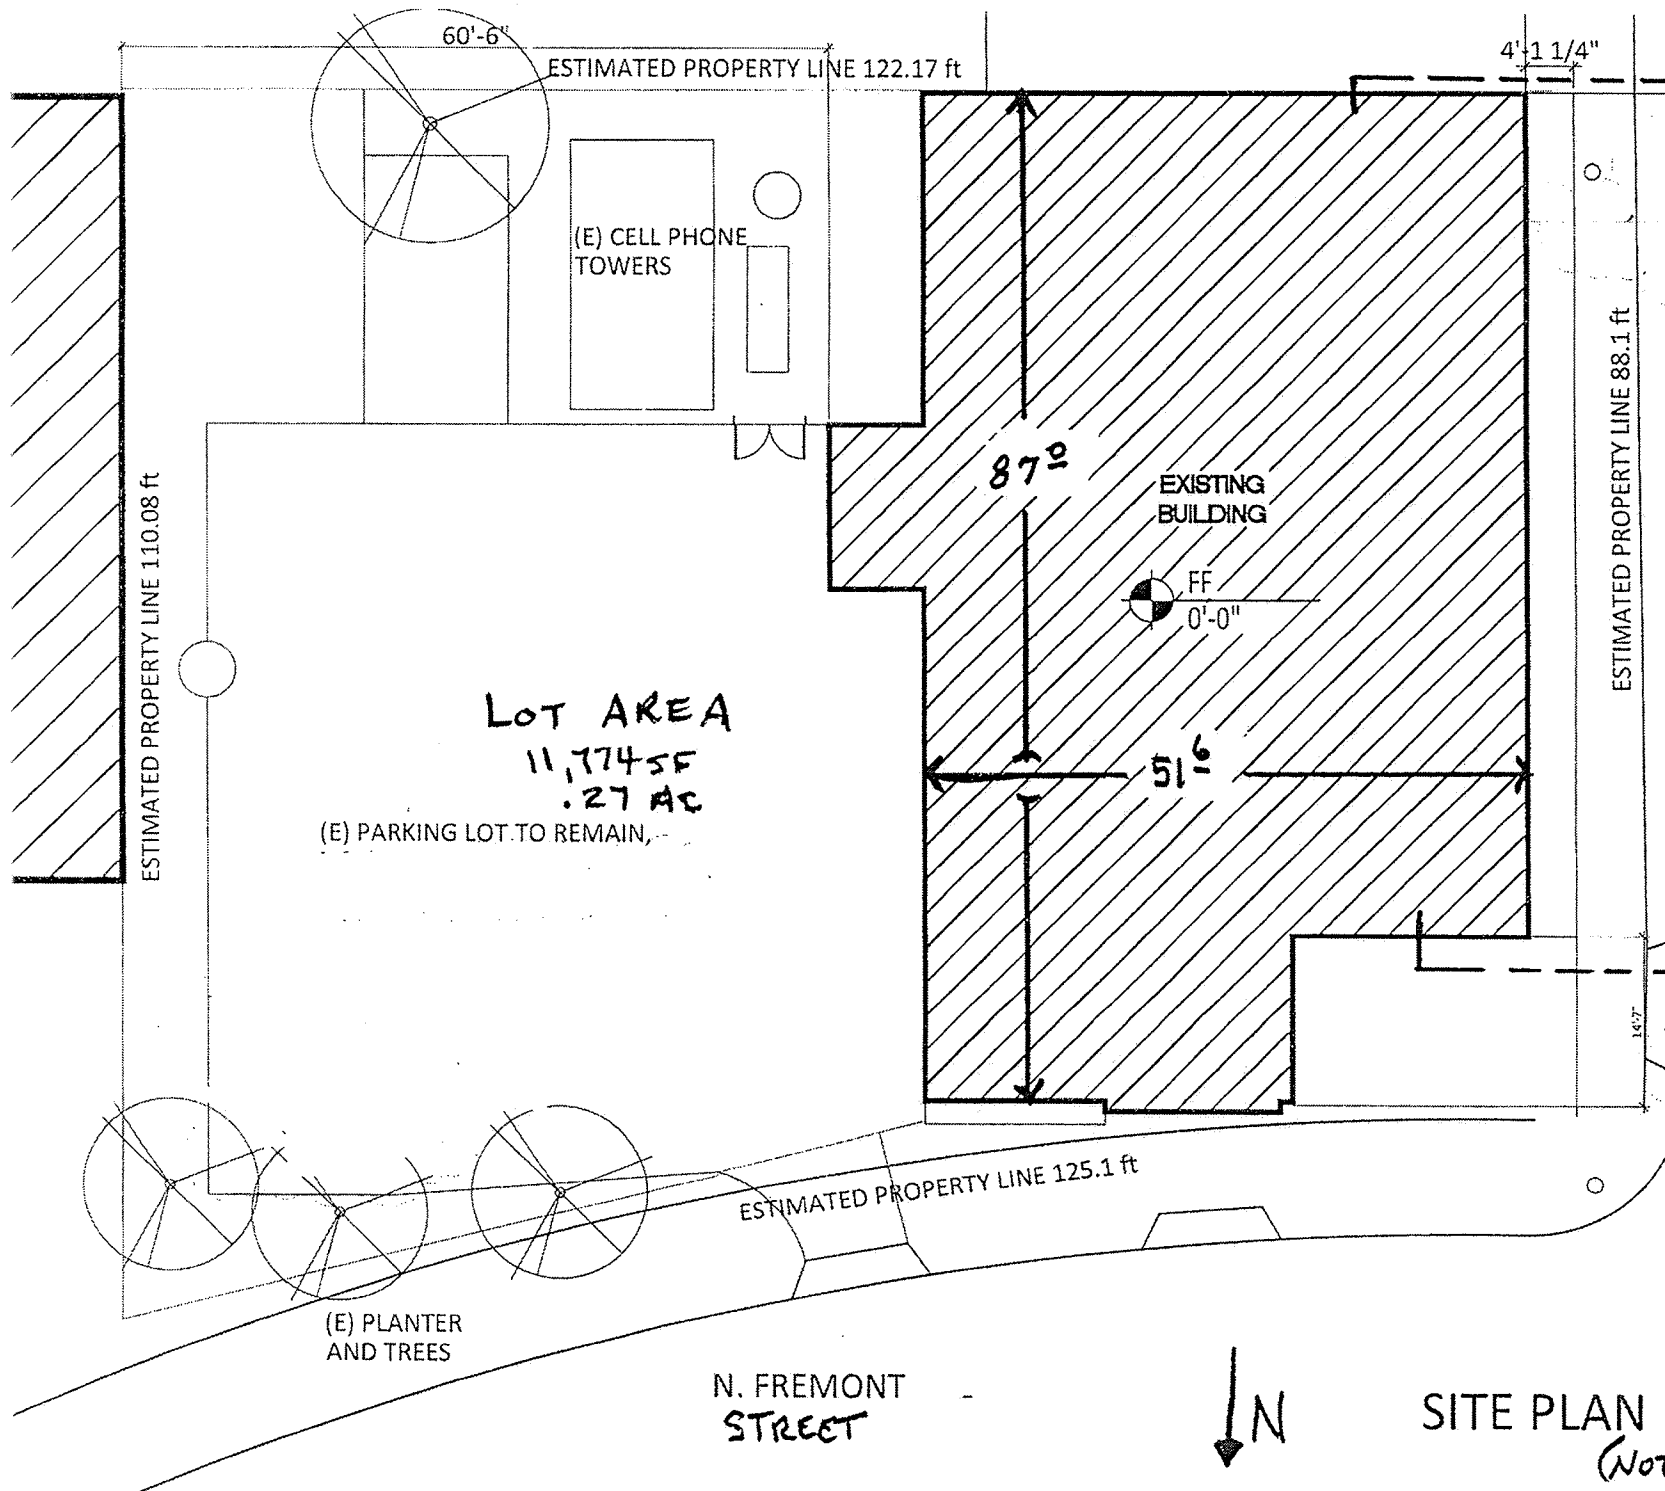 60'-6"
ESTIMATED PROPERTY LINE 122.17 ft
4'-1 1/4"
(E) CELL PHONE
TOWERS
87⁰
EXISTING
BUILDING
FF
0'-0"
ESTIMATED PROPERTY LINE 88.1 ft
ESTIMATED PROPERTY LINE 110.08 ft
LOT AREA
11,774 SF
.27 AC
51⁶
(E) PARKING LOT TO REMAIN,
14'-7"
ESTIMATED PROPERTY LINE 125.1 ft
(E) PLANTER
AND TREES
N. FREMONT
STREET
N
SITE PLAN
(NOT